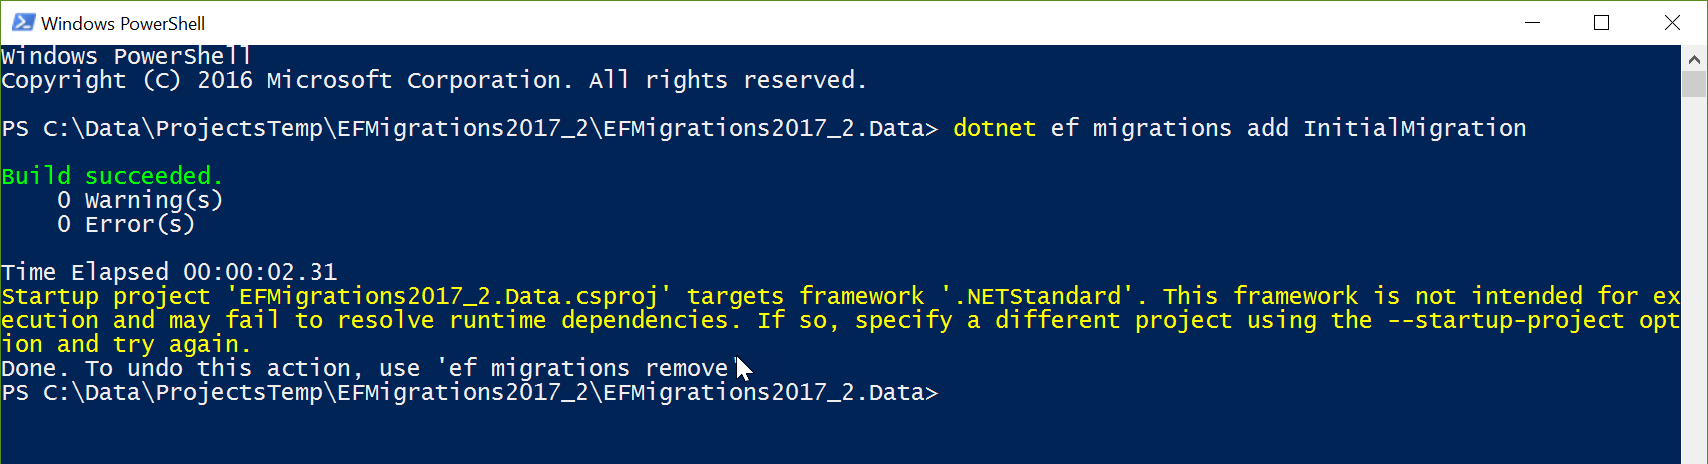 Windows PowerShell
Windows PowerShell
Copyright (C) 2016 Microsoft Corporation. All rights reserved.
PS C:\Data\ProjectsTemp\EFMigrations2017_2\EFMigrations2017_2.Data> dotnet ef migrations add InitialMigration
Build succeeded.
0 Warning(s)
0 Error(s)
Time Elapsed 00:00:02.31
Startup project 'EFMigrations2017_2.Data.csproj' targets framework '.NETStandard'. This framework is not intended for ex
ecution and may fail to resolve runtime dependencies. If so, specify a different project using the --startup-project opt
ion and try again.
Done. To undo this action, use 'ef migrations remove'
PS C:\Data\ProjectsTemp\EFMigrations2017_2\EFMigrations2017_2.Data>